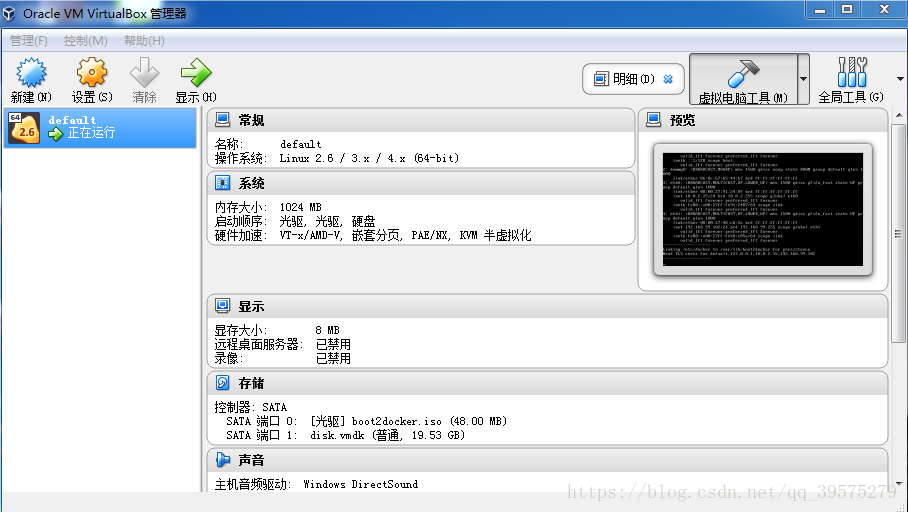 Oracle VM VirtualBox 管理器
管理(F) 控制(M) 帮助(H)
新建(N) 设置(S) 清除 显示(H) 明细(D) 虚拟电脑工具(M) 全局工具(G)
64
2.6
default
正在运行
常规
名称: default
操作系统: Linux 2.6 / 3.x / 4.x (64-bit)
系统
内存大小: 1024 MB
启动顺序: 光驱, 光驱, 硬盘
硬件加速: VT-x/AMD-V, 嵌套分页, PAE/NX, KVM 半虚拟化
预览
显示
显存大小: 8 MB
远程桌面服务器: 已禁用
录像: 已禁用
存储
控制器: SATA
SATA 端口 0: [光驱] boot2docker.iso (48.00 MB)
SATA 端口 1: disk.vmdk (普通, 19.53 GB)
声音
主机音频驱动: Windows DirectSound
https://blog.csdn.net/qq_39575279